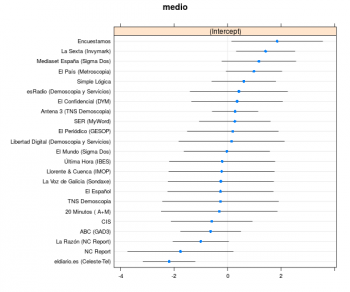 medio
(Intercept)
Encuestamos
La Sexta (Invymark)
Mediaset España (Sigma Dos)
El País (Metroscopia)
Simple Lógica
esRadio (Demoscopia y Servicios)
El Confidencial (DYM)
Antena 3 (TNS Demoscopia)
SER (MyWord)
El Periódico (GESOP)
Libertad Digital (Demoscopia y Servicios)
El Mundo (Sigma Dos)
Última Hora (IBES)
Llorente & Cuenca (IMOP)
La Voz de Galicia (Sondaxe)
El Español
TNS Demoscopia
20 Minutos ( A+M)
CIS
ABC (GAD3)
La Razón (NC Report)
NC Report
eldiario.es (Celeste-Tel)
-4 -2 0 2